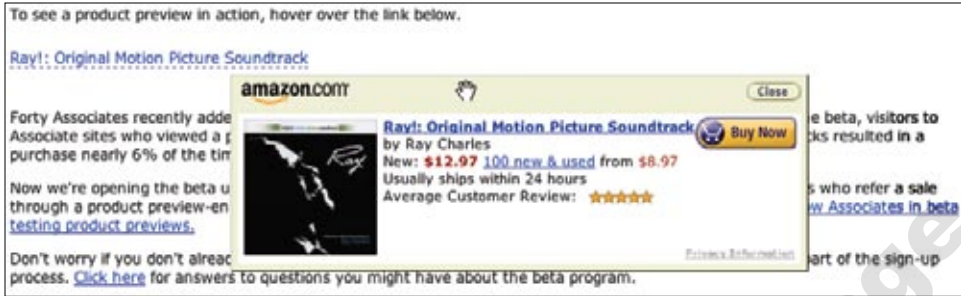 To see a product preview in action, hover over the link below.
Ray!: Original Motion Picture Soundtrack
amazon.com
Close
Ray!: Original Motion Picture Soundtrack
Buy Now
by Ray Charles
New: $12.97 100 new & used from $8.97
Usually ships within 24 hours
Average Customer Review:
Privacy Information
Ray
Forty Associates recently adde
e beta, visitors to
Associate sites who viewed a p
cks resulted in a
purchase nearly 6% of the tim
Now we're opening the beta u
s who refer a sale
through a product preview-en
ow Associates in beta
testing product previews.
Don't worry if you don't alread
part of the sign-up
process. Click here for answers to questions you might have about the beta program.